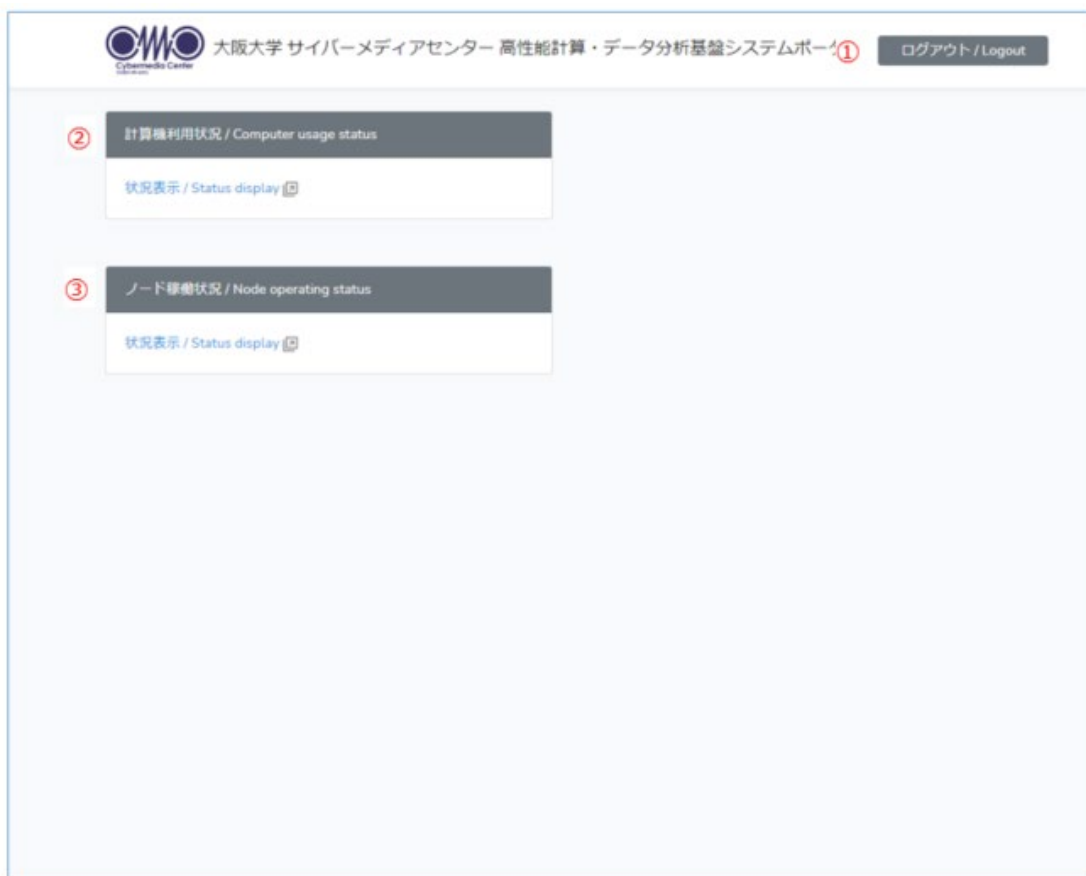 Cybermedia Center
大阪大学 サイバーメディアセンター 高性能計算・データ分析基盤システムポー
①
ログアウト / Logout
②
計算機利用状況 / Computer usage status
状況表示 / Status display
③
ノード稼働状況 / Node operating status
状況表示 / Status display